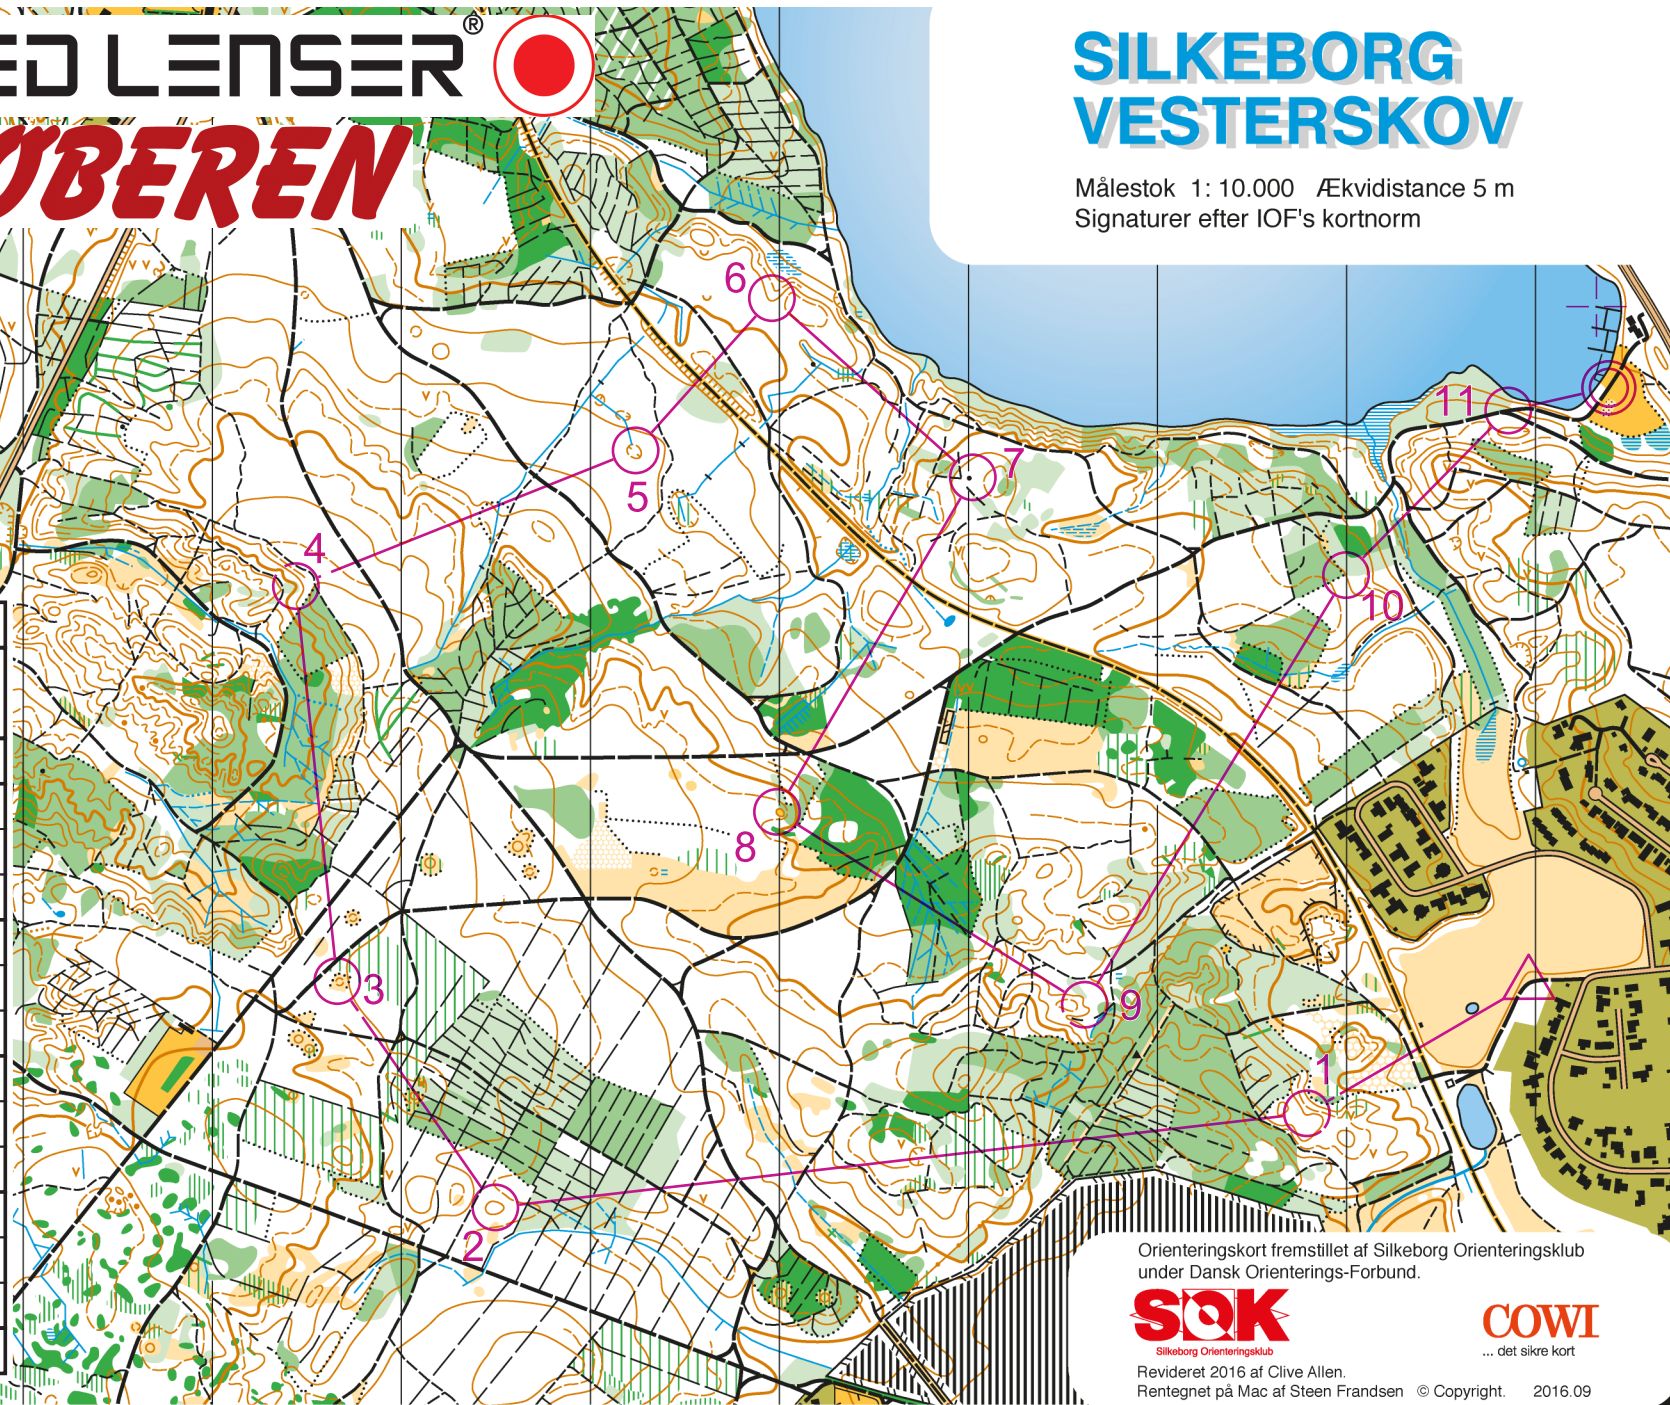 ED LENSER®
ØBEREN
SILKEBORG
VESTERSKOV
Målestok 1: 10.000 Ækvidistance 5 m
Signaturer efter IOF's kortnorm
6
11
7
4
5
10
8
3
9
1
2
Orienteringskort fremstillet af Silkeborg Orienteringsklub
under Dansk Orienterings-Forbund.
SOK
Silkeborg Orienteringsklub
COWI
... det sikre kort
Revideret 2016 af Clive Allen.
Rentegnet på Mac af Steen Frandsen © Copyright. 2016.09